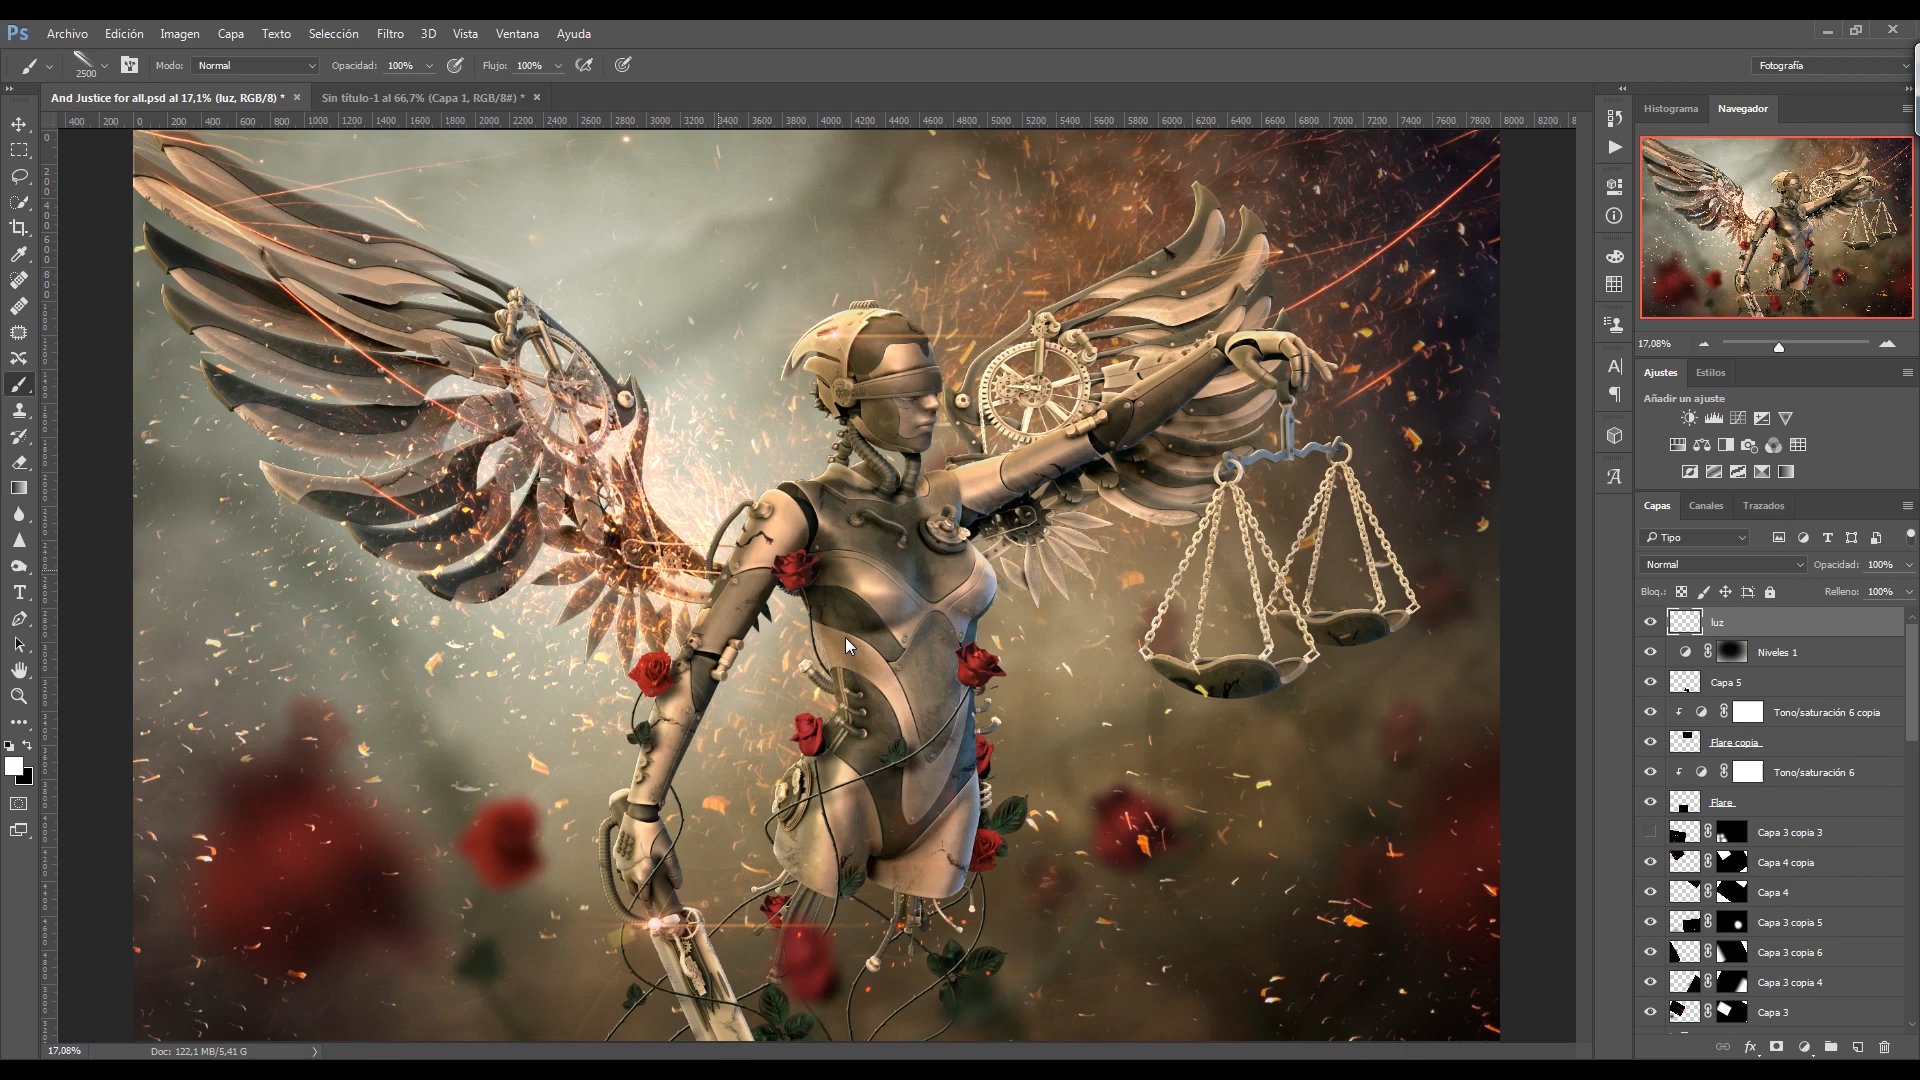 Ps Archivo Edición Imagen Capa Texto Selección Filtro 3D Vista Ventana Ayuda
2500 Modo: Normal Opacidad: 100% Flujo: 100% Fotografía
And Justice for all.psd al 17,1% (luz, RGB/8) * × Sin título-1 al 66,7% (Capa 1, RGB/8#) * ×
400 200 0 200 400 600 800 1000 1200 1400 1600 1800 2000 2200 2400 2600 2800 3000 3200 3400 3600 3800 4000 4200 4400 4600 4800 5000 5200 5400 5600 5800 6000 6200 6400 6600 6800 7000 7200 7400 7600 7800 8000 8200
Histograma Navegador
17,08%
Ajustes Estilos
Añadir un ajuste
Capas Canales Trazados
Tipo
Normal Opacidad: 100%
Bloq.: Relleno: 100%
luz
Niveles 1
Capa 5
Tono/saturación 6 copia
Flare copia
Tono/saturación 6
Flare
Capa 3 copia 3
Capa 4 copia
Capa 4
Capa 3 copia 5
Capa 3 copia 6
Capa 3 copia 4
Capa 3
fx
17,08% Doc: 122,1 MB/5,41 G